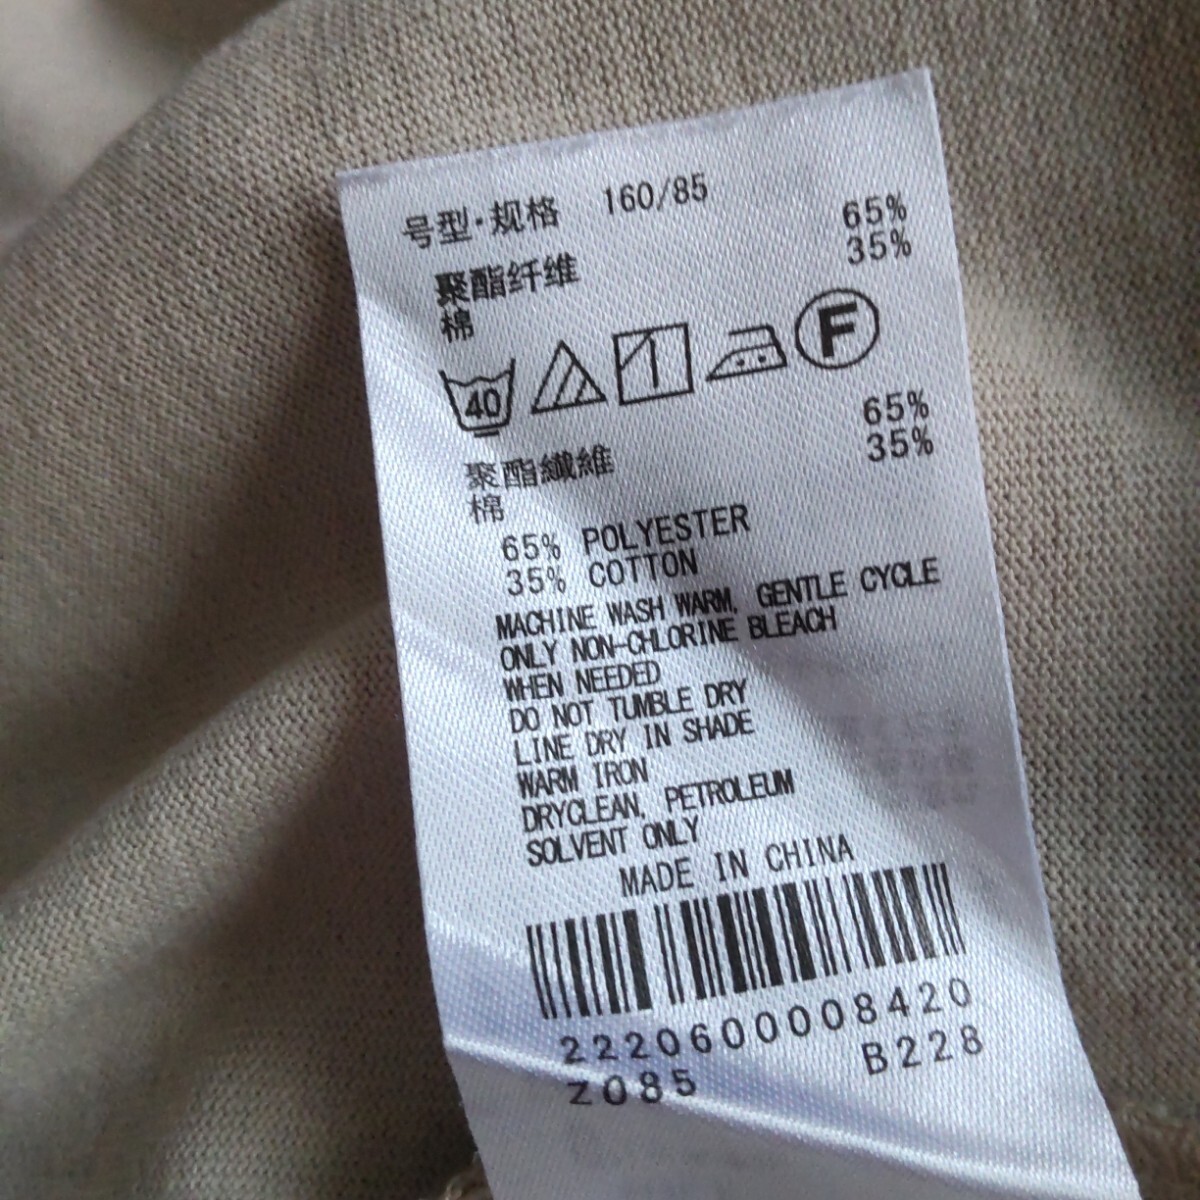 号型·规格 160/85
聚酯纤维 65%
棉 35%
40 F
聚酯纖維 65%
棉 35%
65% POLYESTER
35% COTTON
MACHINE WASH WARM, GENTLE CYCLE
ONLY NON-CHLORINE BLEACH
WHEN NEEDED
DO NOT TUMBLE DRY
LINE DRY IN SHADE
WARM IRON
DRYCLEAN, PETROLEUM
SOLVENT ONLY
MADE IN CHINA
2220600008420
Z085 B228